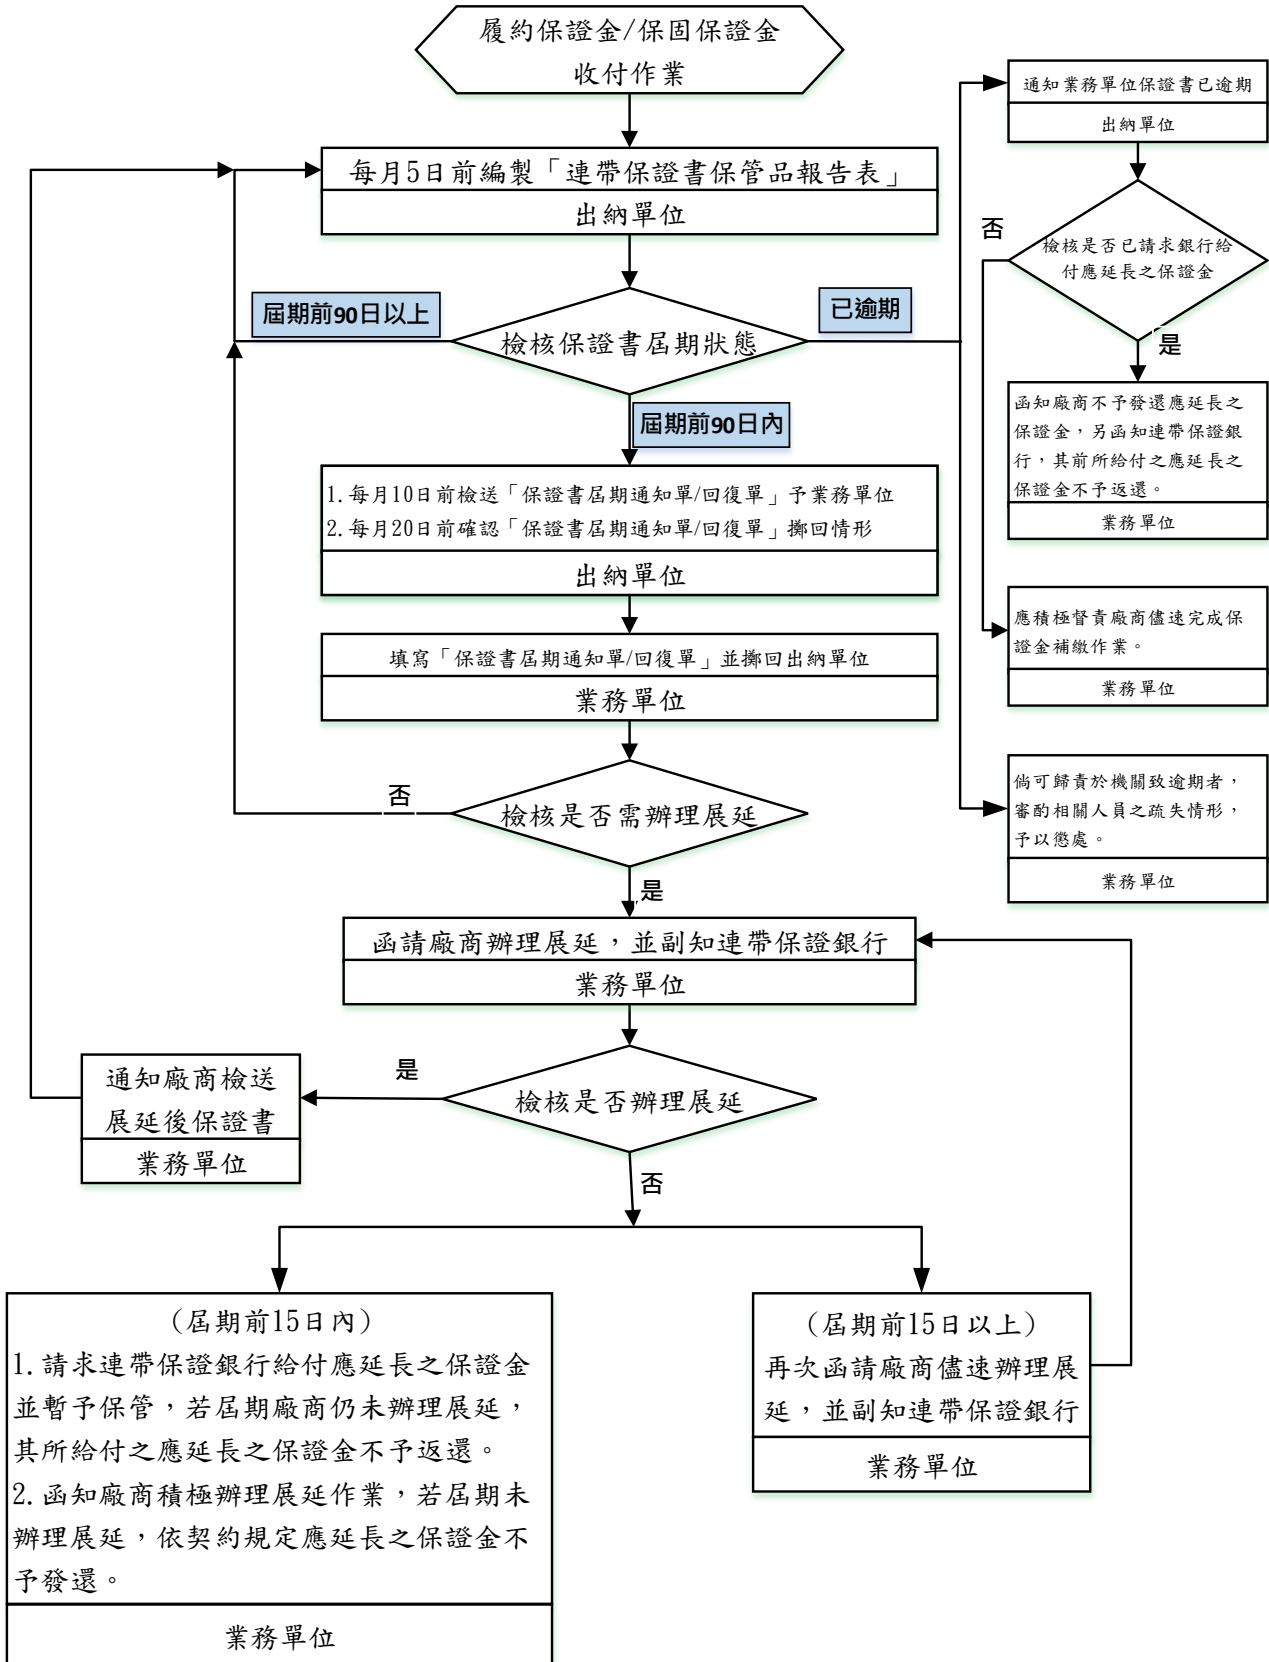 履約保證金/保固保證金
收付作業
每月5日前編製「連帶保證書保管品報告表」
出納單位
屆期前90日以上
檢核保證書屆期狀態
已逾期
屆期前90日內
1.每月10日前檢送「保證書屆期通知單/回復單」予業務單位
2.每月20日前確認「保證書屆期通知單/回復單」擲回情形
出納單位
填寫「保證書屆期通知單/回復單」並擲回出納單位
業務單位
否
檢核是否需辦理展延
是
函請廠商辦理展延，並副知連帶保證銀行
業務單位
檢核是否辦理展延
是
通知廠商檢送
展延後保證書
業務單位
否
(屆期前15日內)
1.請求連帶保證銀行給付應延長之保證金
並暫予保管，若屆期廠商仍未辦理展延，
其所給付之應延長之保證金不予返還。
2.函知廠商積極辦理展延作業，若屆期未
辦理展延，依契約規定應延長之保證金不
予發還。
業務單位
(屆期前15日以上)
再次函請廠商儘速辦理展
延，並副知連帶保證銀行
業務單位
通知業務單位保證書已逾期
出納單位
否
檢核是否已請求銀行給
付應延長之保證金
是
函知廠商不予發還應延長之
保證金，另函知連帶保證銀
行，其前所給付之應延長之
保證金不予返還。
業務單位
應積極督責廠商儘速完成保
證金補繳作業。
業務單位
倘可歸責於機關致逾期者，
審酌相關人員之疏失情形，
予以懲處。
業務單位